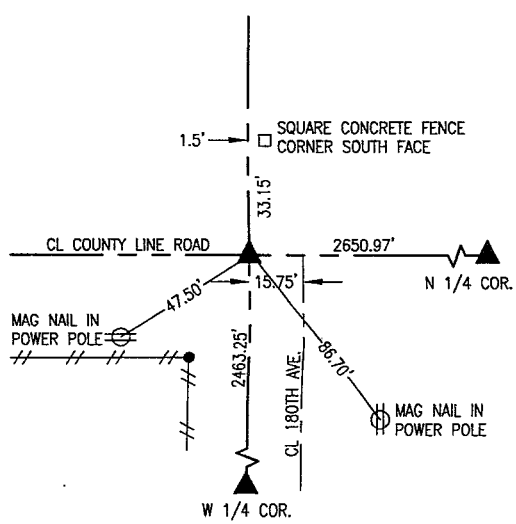 1.5'
SQUARE CONCRETE FENCE
CORNER SOUTH FACE
33.15'
CL COUNTY LINE ROAD
2650.97'
N 1/4 COR.
15.75'
47.50'
MAG NAIL IN
POWER POLE
2463.25'
CL 180TH AVE.
86.70'
MAG NAIL IN
POWER POLE
W 1/4 COR.